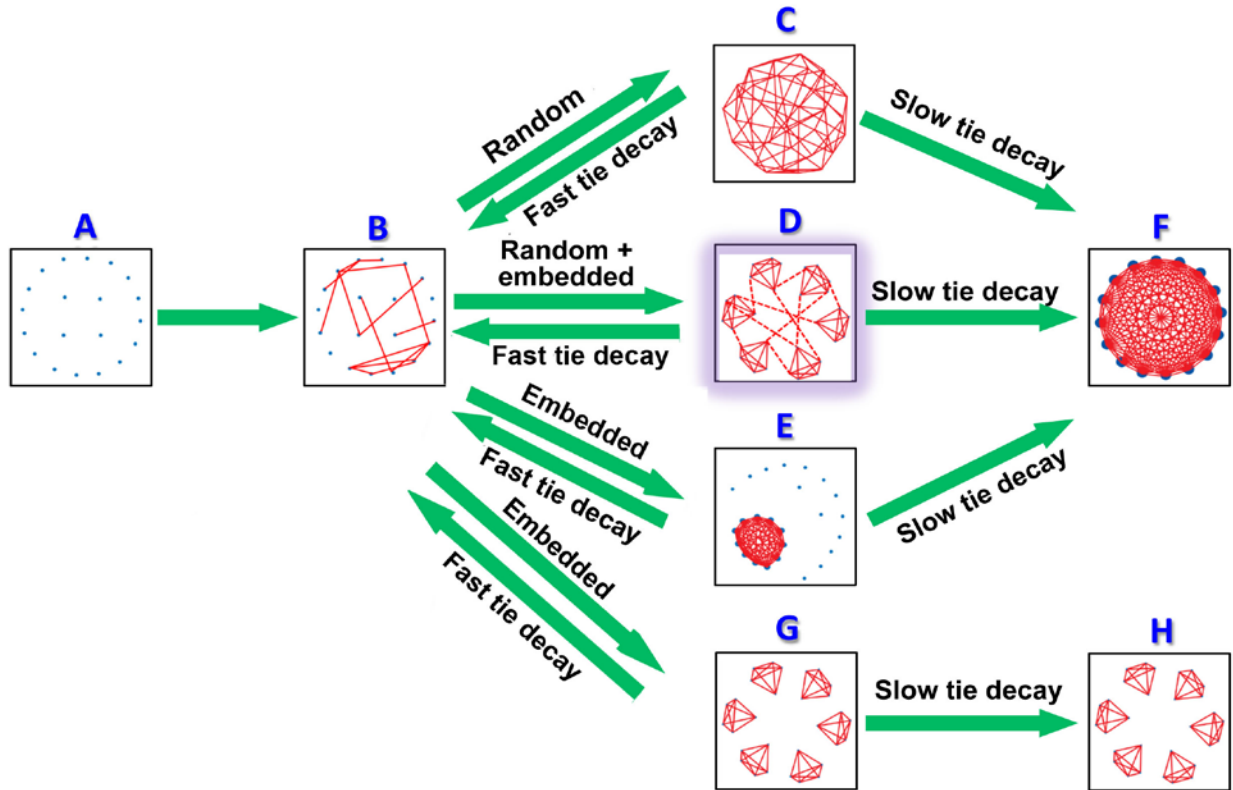 C
Random
Fast tie decay
Slow tie decay
A
B
D
F
Random +
embedded
Fast tie decay
Slow tie decay
E
Embedded
Fast tie decay
Slow tie decay
Embedded
Fast tie decay
G
H
Slow tie decay